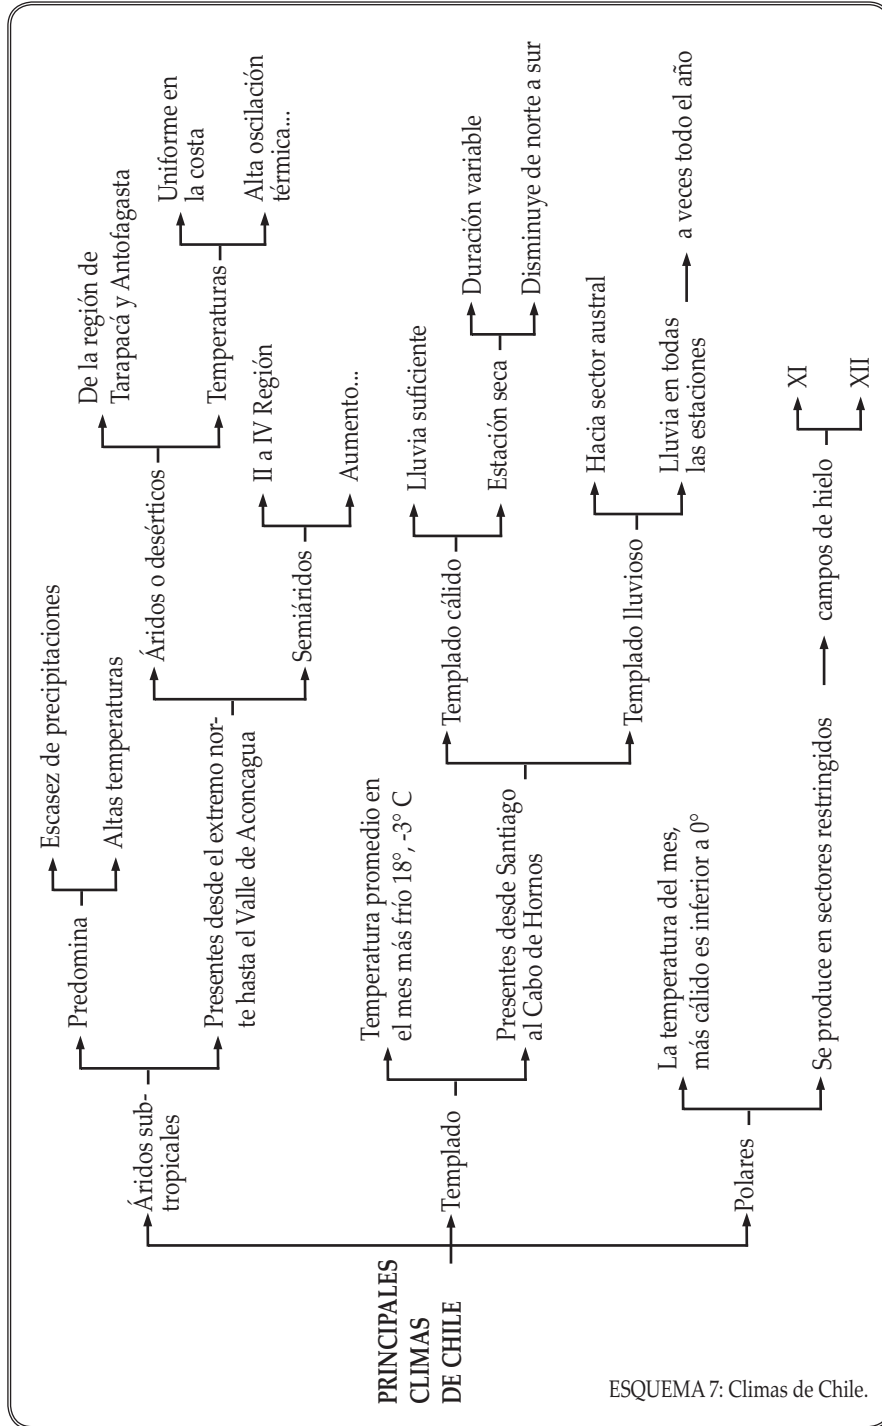 PRINCIPALES
CLIMAS
DE CHILE
Áridos sub-
tropicales
Predomina
Escasez de precipitaciones
Altas temperaturas
Presentes desde el extremo nor-
te hasta el Valle de Aconcagua
Áridos o desérticos
De la región de
Tarapacá y Antofagasta
Temperaturas
Uniforme en
la costa
Alta oscilación
térmica...
Semiáridos
II a IV Región
Aumento...
Templado
Temperatura promedio en
el mes más frío 18°, -3° C
Presentes desde Santiago
al Cabo de Hornos
Templado cálido
Lluvia suficiente
Estación seca
Duración variable
Disminuye de norte a sur
Templado lluvioso
Hacia sector austral
Lluvia en todas
las estaciones
a veces todo el año
Polares
La temperatura del mes,
más cálido es inferior a 0°
Se produce en sectores restringidos
campos de hielo
XI
XII
ESQUEMA 7: Climas de Chile.